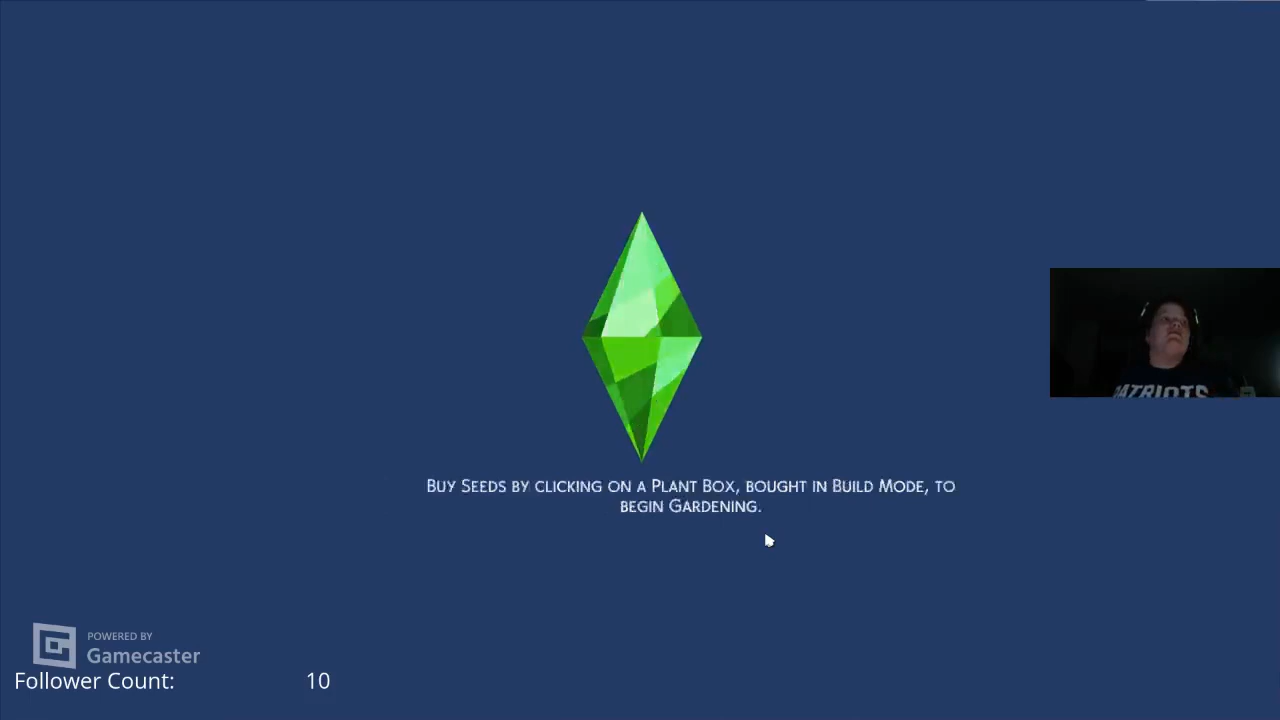 PATRIOTS
BUY SEEDS BY CLICKING ON A PLANT BOX, BOUGHT IN BUILD MODE, TO
BEGIN GARDENING.
POWERED BY
Gamecaster
Follower Count: 10